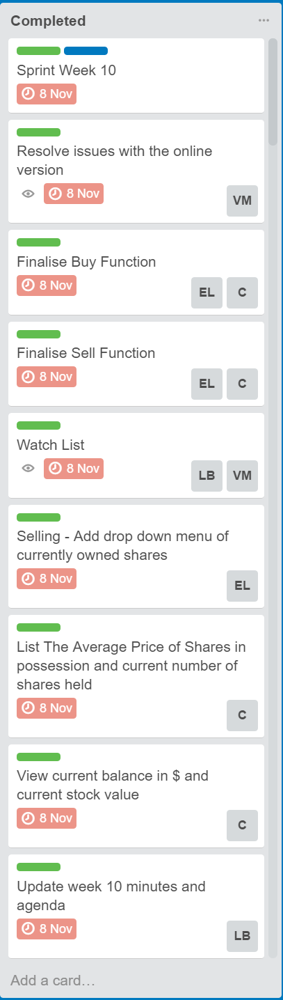 Completed
Sprint Week 10
8 Nov
Resolve issues with the online
version
8 Nov
VM
Finalise Buy Function
8 Nov
EL C
Finalise Sell Function
8 Nov
EL C
Watch List
8 Nov
LB VM
Selling - Add drop down menu of
currently owned shares
8 Nov
EL
List The Average Price of Shares in
possession and current number of
shares held
8 Nov
C
View current balance in $ and
current stock value
8 Nov
C
Update week 10 minutes and
agenda
8 Nov
LB
Add a card…